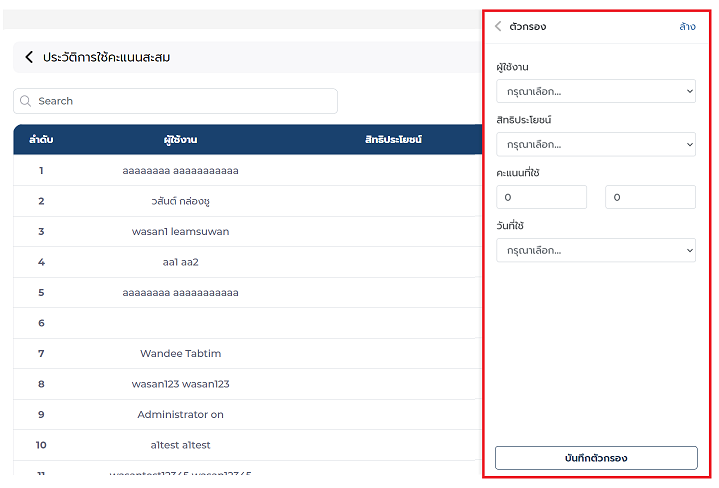 ประวัติการใช้คะแนนสะสม
Search
ลำดับ ผู้ใช้งาน สิทธิประโยชน์
1 aaaaaaaa aaaaaaaaaaa
2 วสันต์ กล่องชู
3 wasan1 leamsuwan
4 aa1 aa2
5 aaaaaaaa aaaaaaaaaaa
6
7 Wandee Tabtim
8 wasan123 wasan123
9 Administrator on
10 a1test a1test
11 wasantest12345 wasan12345
ตัวกรอง ล้าง
ผู้ใช้งาน
กรุณาเลือก...
สิทธิประโยชน์
กรุณาเลือก...
คะแนนที่ใช้
0 0
วันที่ใช้
กรุณาเลือก...
บันทึกตัวกรอง